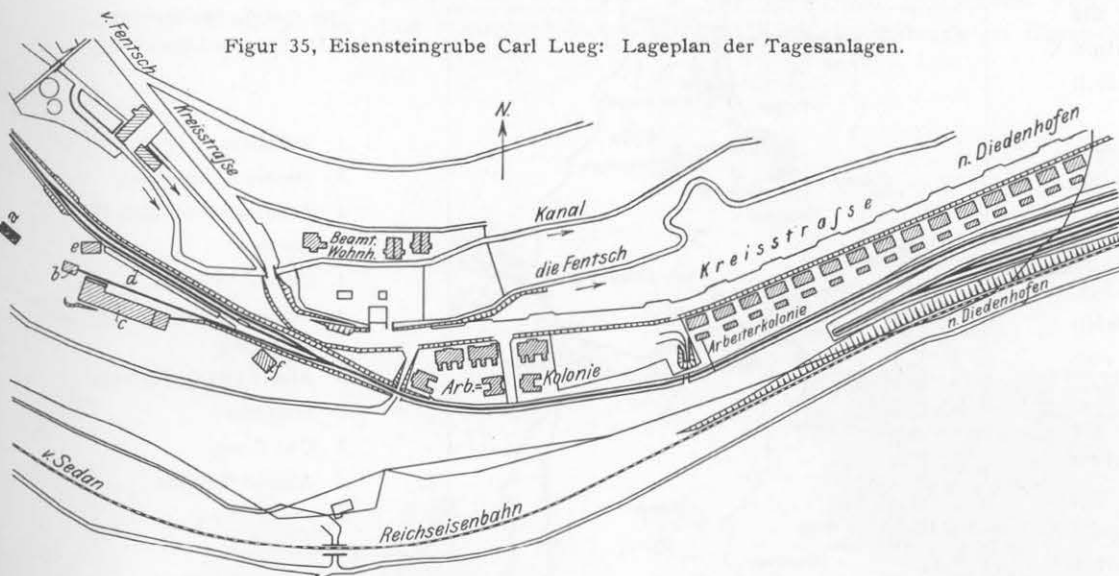 Figur 35, Eisensteingrube Carl Lueg: Lageplan der Tagesanlagen.
v. Fentsch
Kreisstraſse
N.
n. Diedenhofen
Kanal
Beamt.
Wohnh.
die Fentsch
Kreisstraſse
a
e
b
d
c
f
Arb.=
Kolonie
Arbeiterkolonie
n. Diedenhofen
v. Sedan
Reichseisenbahn